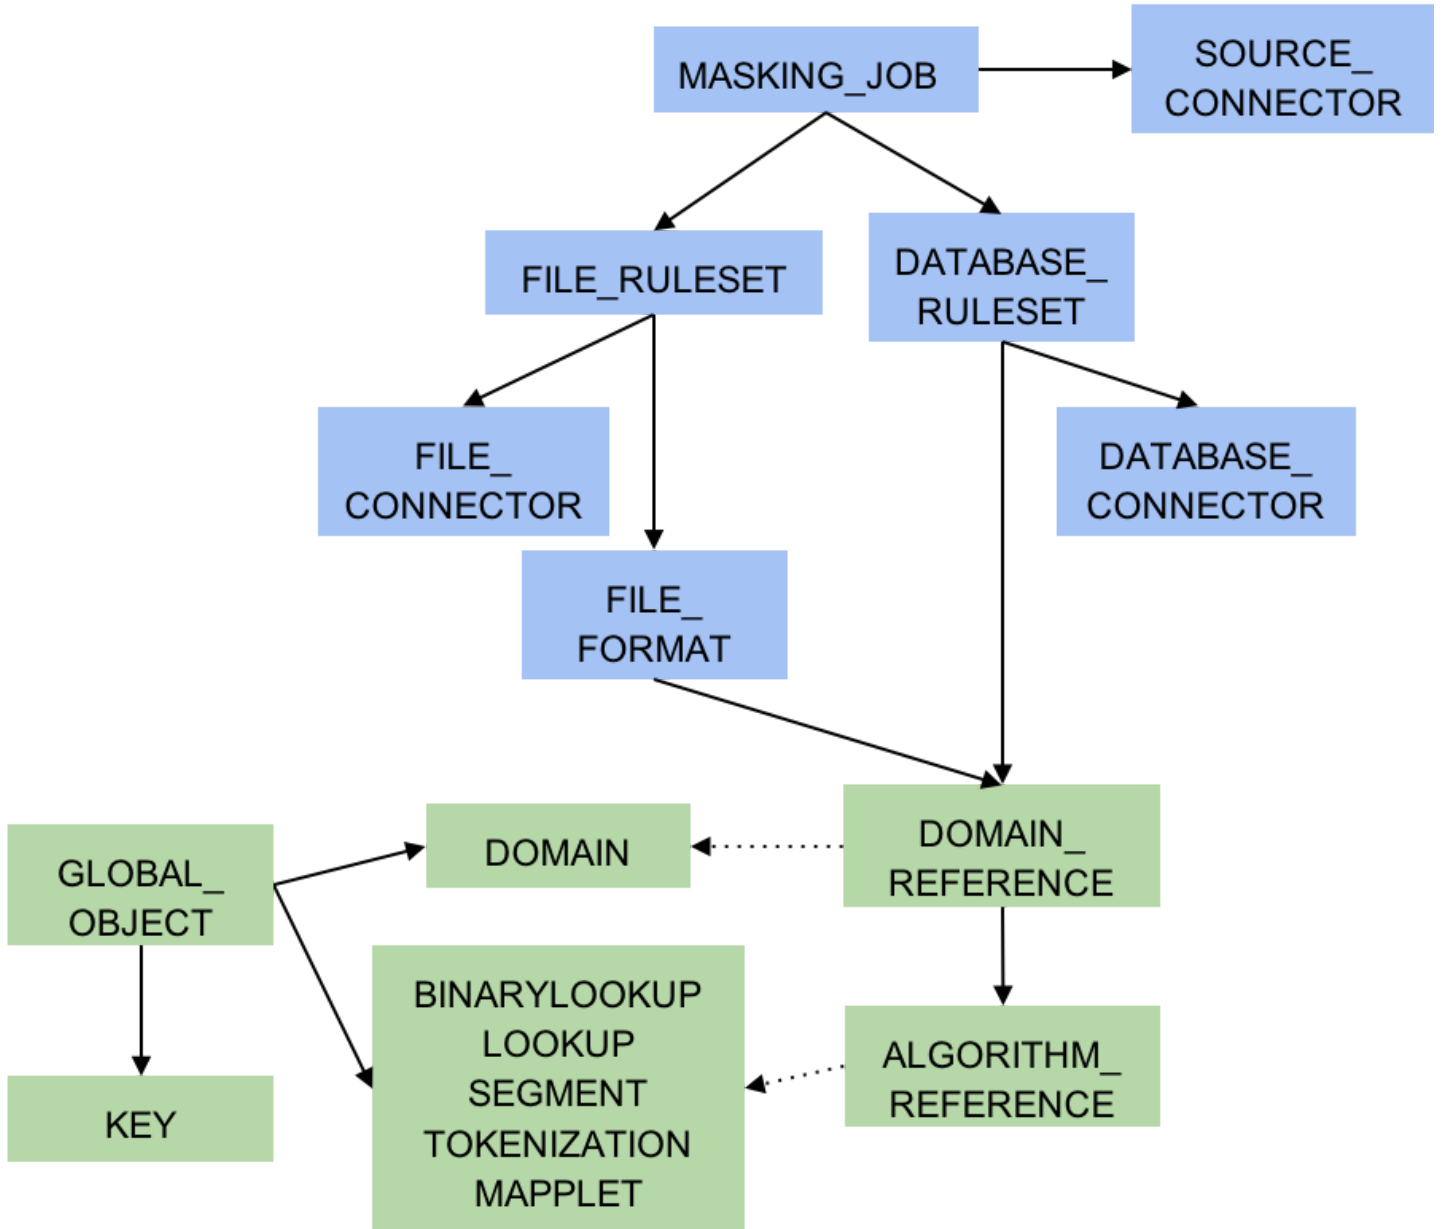 MASKING_JOB
SOURCE_
CONNECTOR
FILE_RULESET
DATABASE_
RULESET
FILE_
CONNECTOR
DATABASE_
CONNECTOR
FILE_
FORMAT
GLOBAL_
OBJECT
DOMAIN
DOMAIN_
REFERENCE
KEY
BINARYLOOKUP
LOOKUP
SEGMENT
TOKENIZATION
MAPPLET
ALGORITHM_
REFERENCE